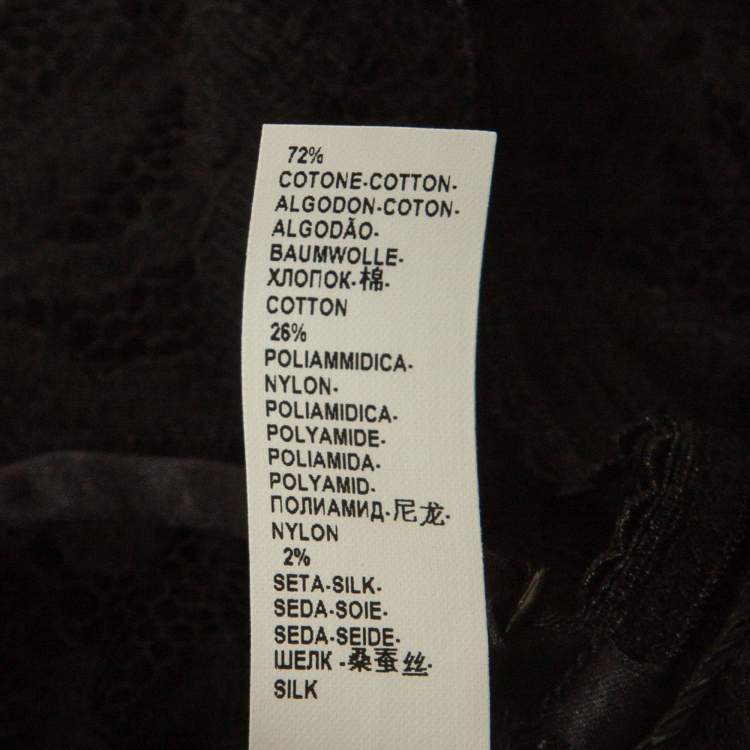 72%
COTONE-COTTON-
ALGODON-COTON-
ALGODÃO-
BAUMWOLLE-
ХЛОПОК-棉-
COTTON
26%
POLIAMMIDICA-
NYLON-
POLIAMIDICA-
POLYAMIDE-
POLIAMIDA-
POLYAMID-
ПОЛИАМИД-尼龙-
NYLON
2%
SETA-SILK-
SEDA-SOIE-
SEDA-SEIDE-
ШЕЛК -桑蚕丝-
SILK